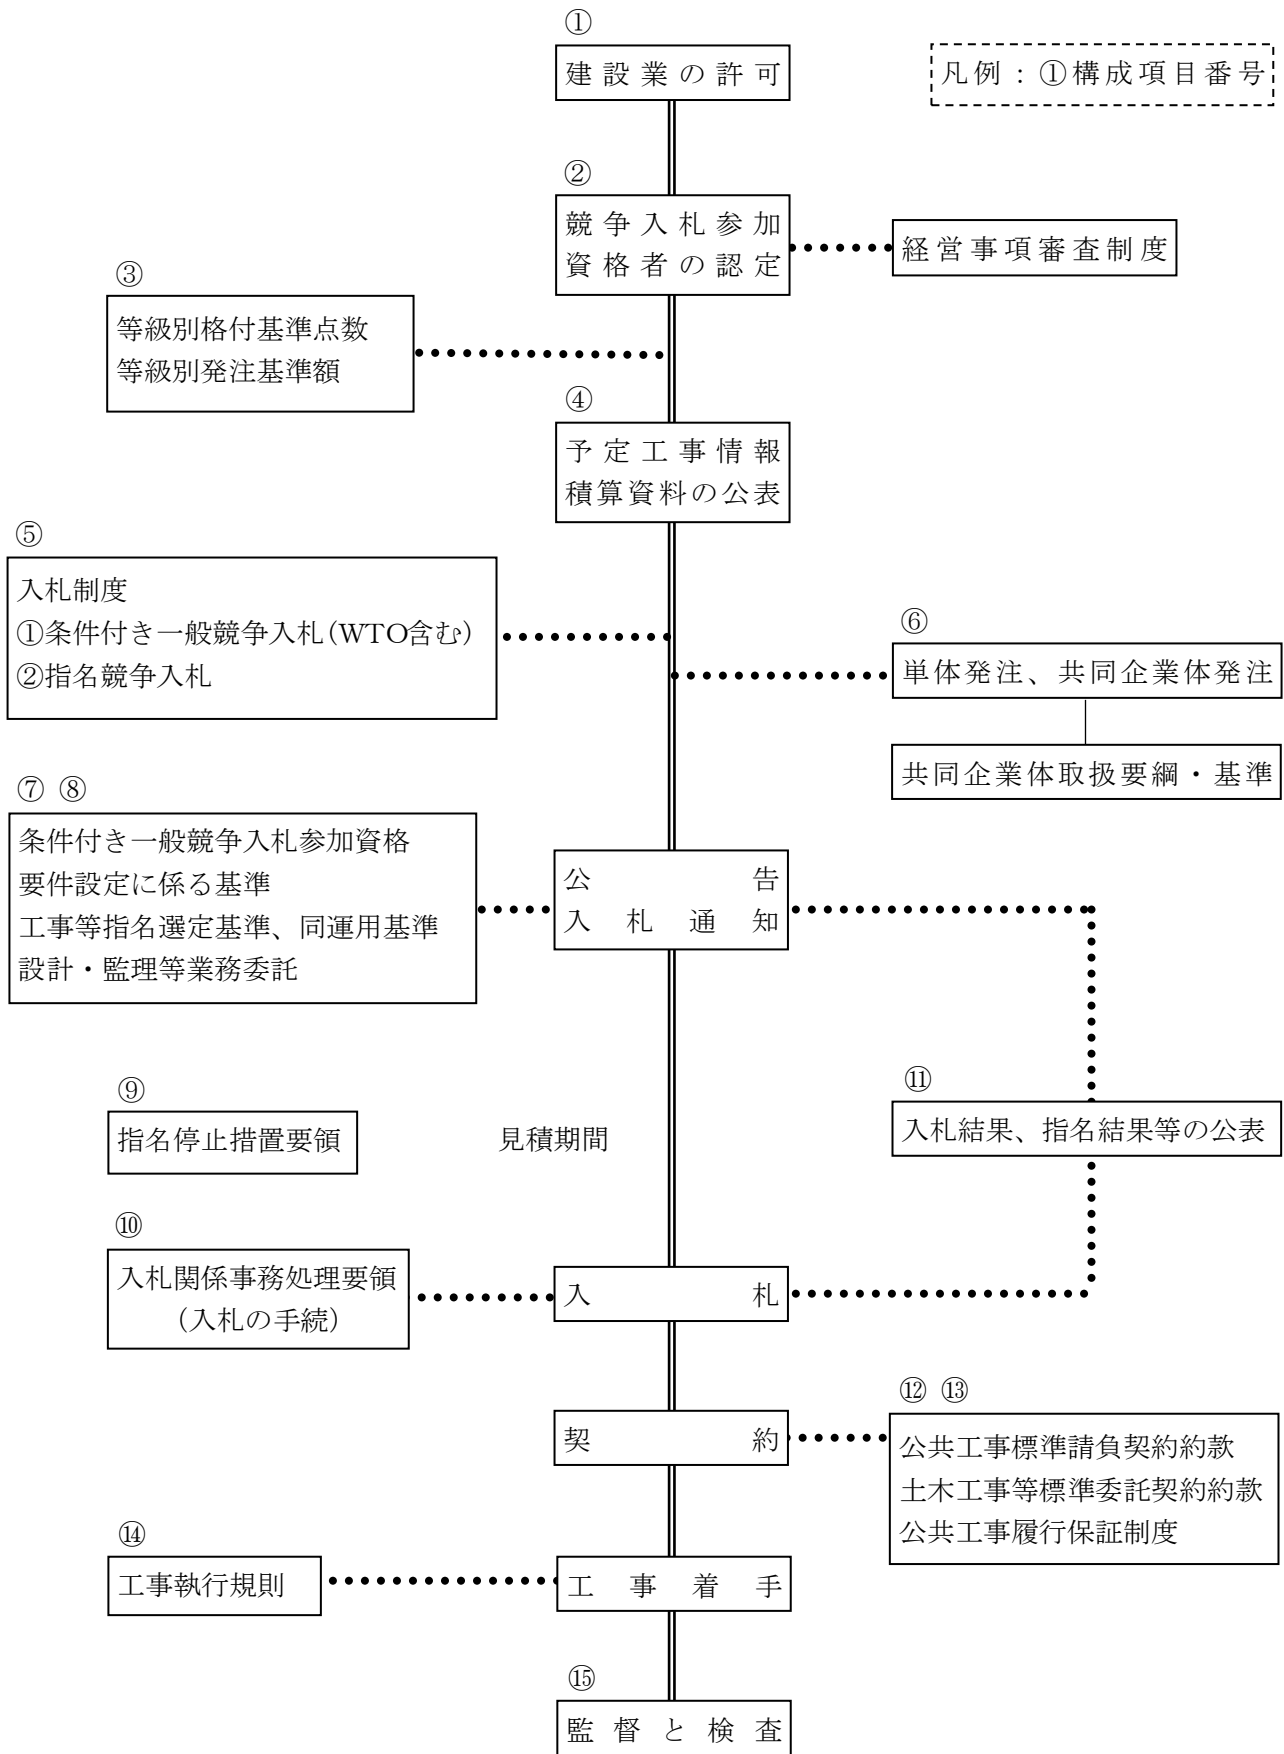 ①
建設業の許可
凡例：①構成項目番号
②
競争入札参加
資格者の認定
経営事項審査制度
③
等級別格付基準点数
等級別発注基準額
④
予定工事情報
積算資料の公表
⑤
入札制度
①条件付き一般競争入札（WTO含む）
②指名競争入札
⑥
単体発注、共同企業体発注
共同企業体取扱要綱・基準
⑦ ⑧
条件付き一般競争入札参加資格
要件設定に係る基準
工事等指名選定基準、同運用基準
設計・監理等業務委託
公告
入札通知
⑨
指名停止措置要領
見積期間
⑪
入札結果、指名結果等の公表
⑩
入札関係事務処理要領
（入札の手続）
入札
契約
⑫ ⑬
公共工事標準請負契約約款
土木工事等標準委託契約約款
公共工事履行保証制度
⑭
工事執行規則
工事着手
⑮
監督と検査